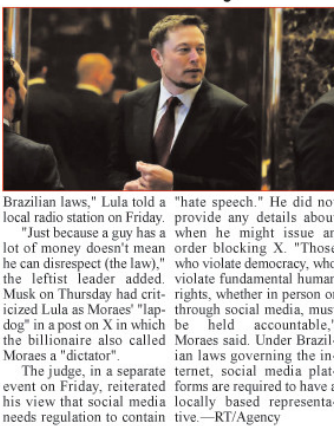 Brazilian laws," Lula told a
local radio station on Friday.
"Just because a guy has a
lot of money doesn't mean
he can disrespect (the law),"
the leftist leader added.
Musk on Thursday had crit-
icized Lula as Moraes' "lap-
dog" in a post on X in which
the billionaire also called
Moraes a "dictator".
The judge, in a separate
event on Friday, reiterated
his view that social media
needs regulation to contain
"hate speech." He did no
provide any details abou
when he might issue an
order blocking X. "Those
who violate democracy, who
violate fundamental human
rights, whether in person o
through social media, mus
be held accountable,"
Moraes said. Under Brazil-
ian laws governing the in-
ternet, social media plat-
forms are required to have a
locally based representa-
tive.—RT/Agency